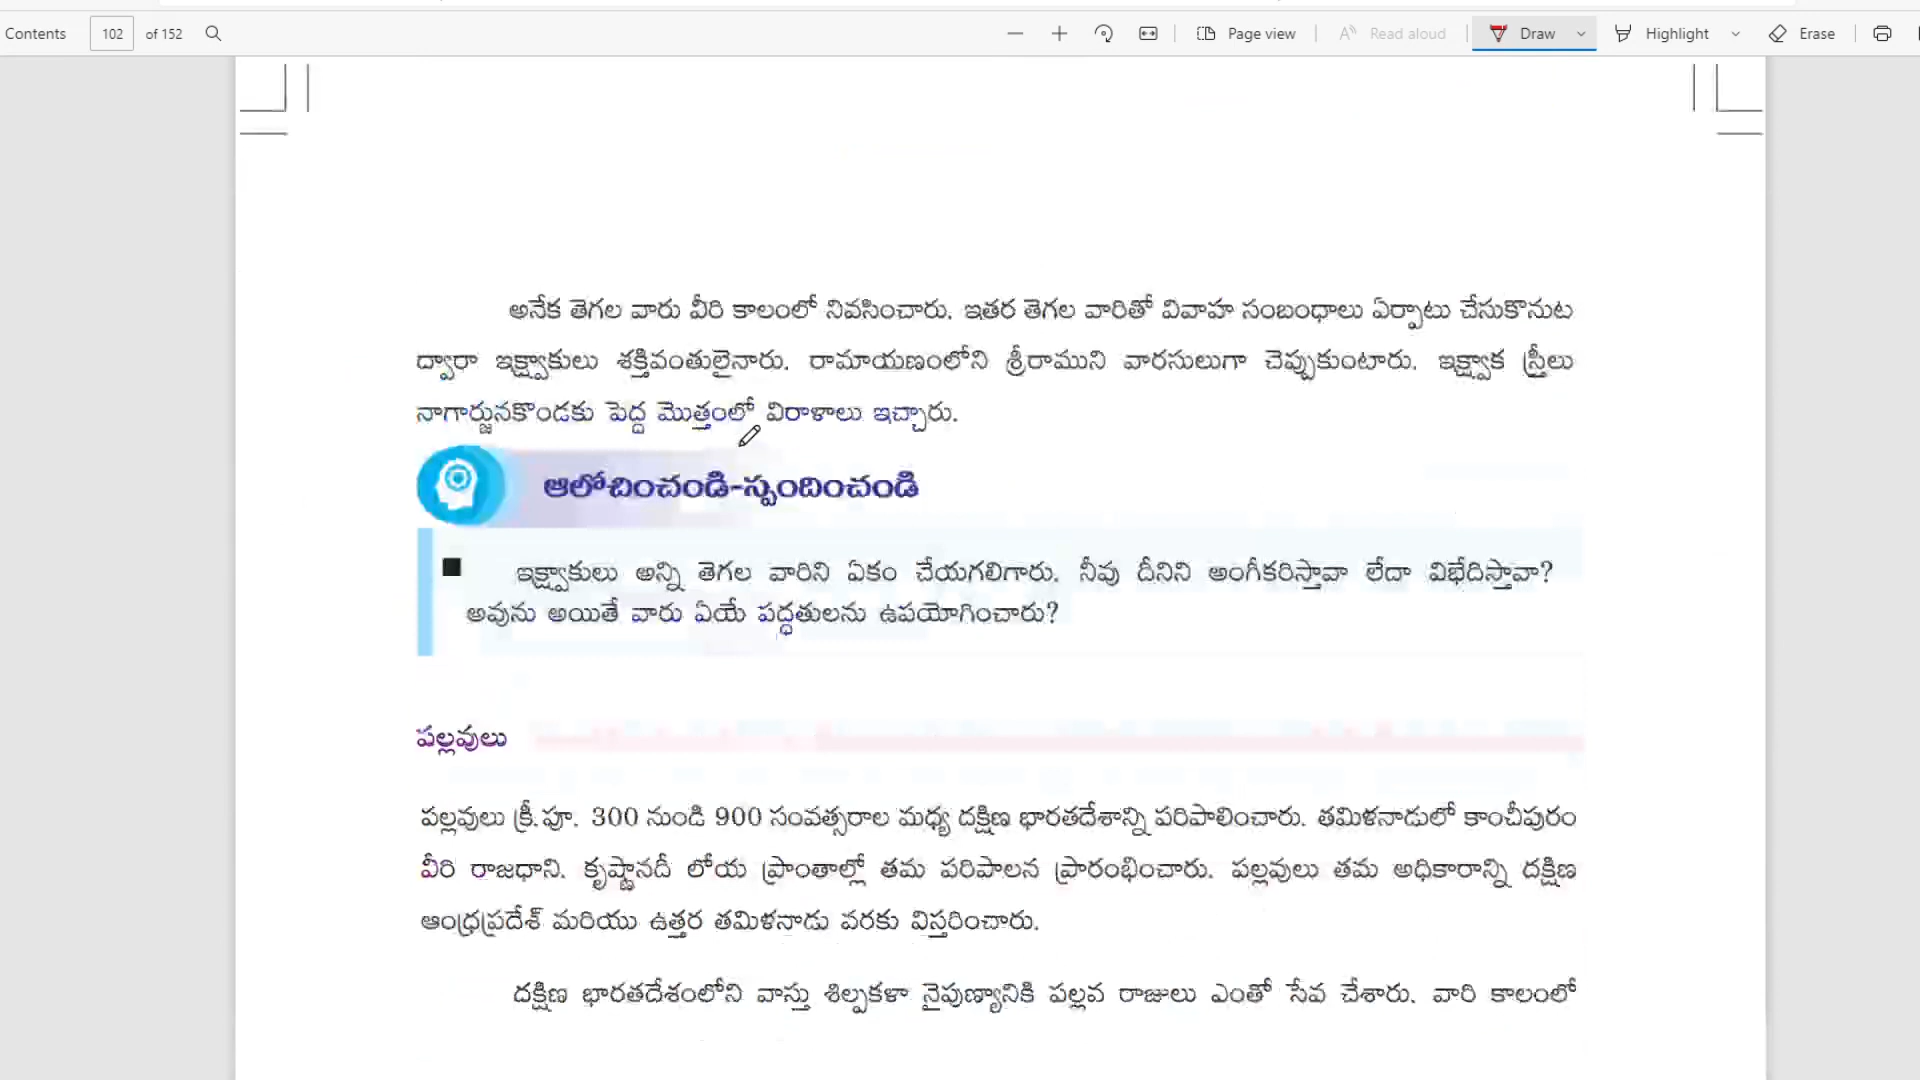 Contents 102 of 152 Page view Read aloud Draw Highlight Erase
అనేక తెగల వారు వీరి కాలంలో నివసించారు. ఇతర తెగల వారితో వివాహ సంబంధాలు ఏర్పాటు చేసుకొనుట
ద్వారా ఇక్ష్వాకులు శక్తివంతులైనారు. రామాయణంలోని శ్రీరాముని వారసులుగా చెప్పుకుంటారు. ఇక్ష్వాక స్త్రీలు
నాగార్జునకొండకు పెద్ద మొత్తంలో విరాళాలు ఇచ్చారు.
ఆలోచించండి-స్పందించండి
■ ఇక్ష్వాకులు అన్ని తెగల వారిని ఏకం చేయగలిగారు. నీవు దీనిని అంగీకరిస్తావా లేదా విభేదిస్తావా?
అవును అయితే వారు ఏయే పద్ధతులను ఉపయోగించారు?
పల్లవులు
పల్లవులు క్రీ.పూ. 300 నుండి 900 సంవత్సరాల మధ్య దక్షిణ భారతదేశాన్ని పరిపాలించారు. తమిళనాడులో కాంచీపురం
వీరి రాజధాని. కృష్ణానదీ లోయ ప్రాంతాల్లో తమ పరిపాలన ప్రారంభించారు. పల్లవులు తమ అధికారాన్ని దక్షిణ
ఆంధ్రప్రదేశ్ మరియు ఉత్తర తమిళనాడు వరకు విస్తరించారు.
దక్షిణ భారతదేశంలోని వాస్తు శిల్పకళా నైపుణ్యానికి పల్లవ రాజులు ఎంతో సేవ చేశారు. వారి కాలంలో